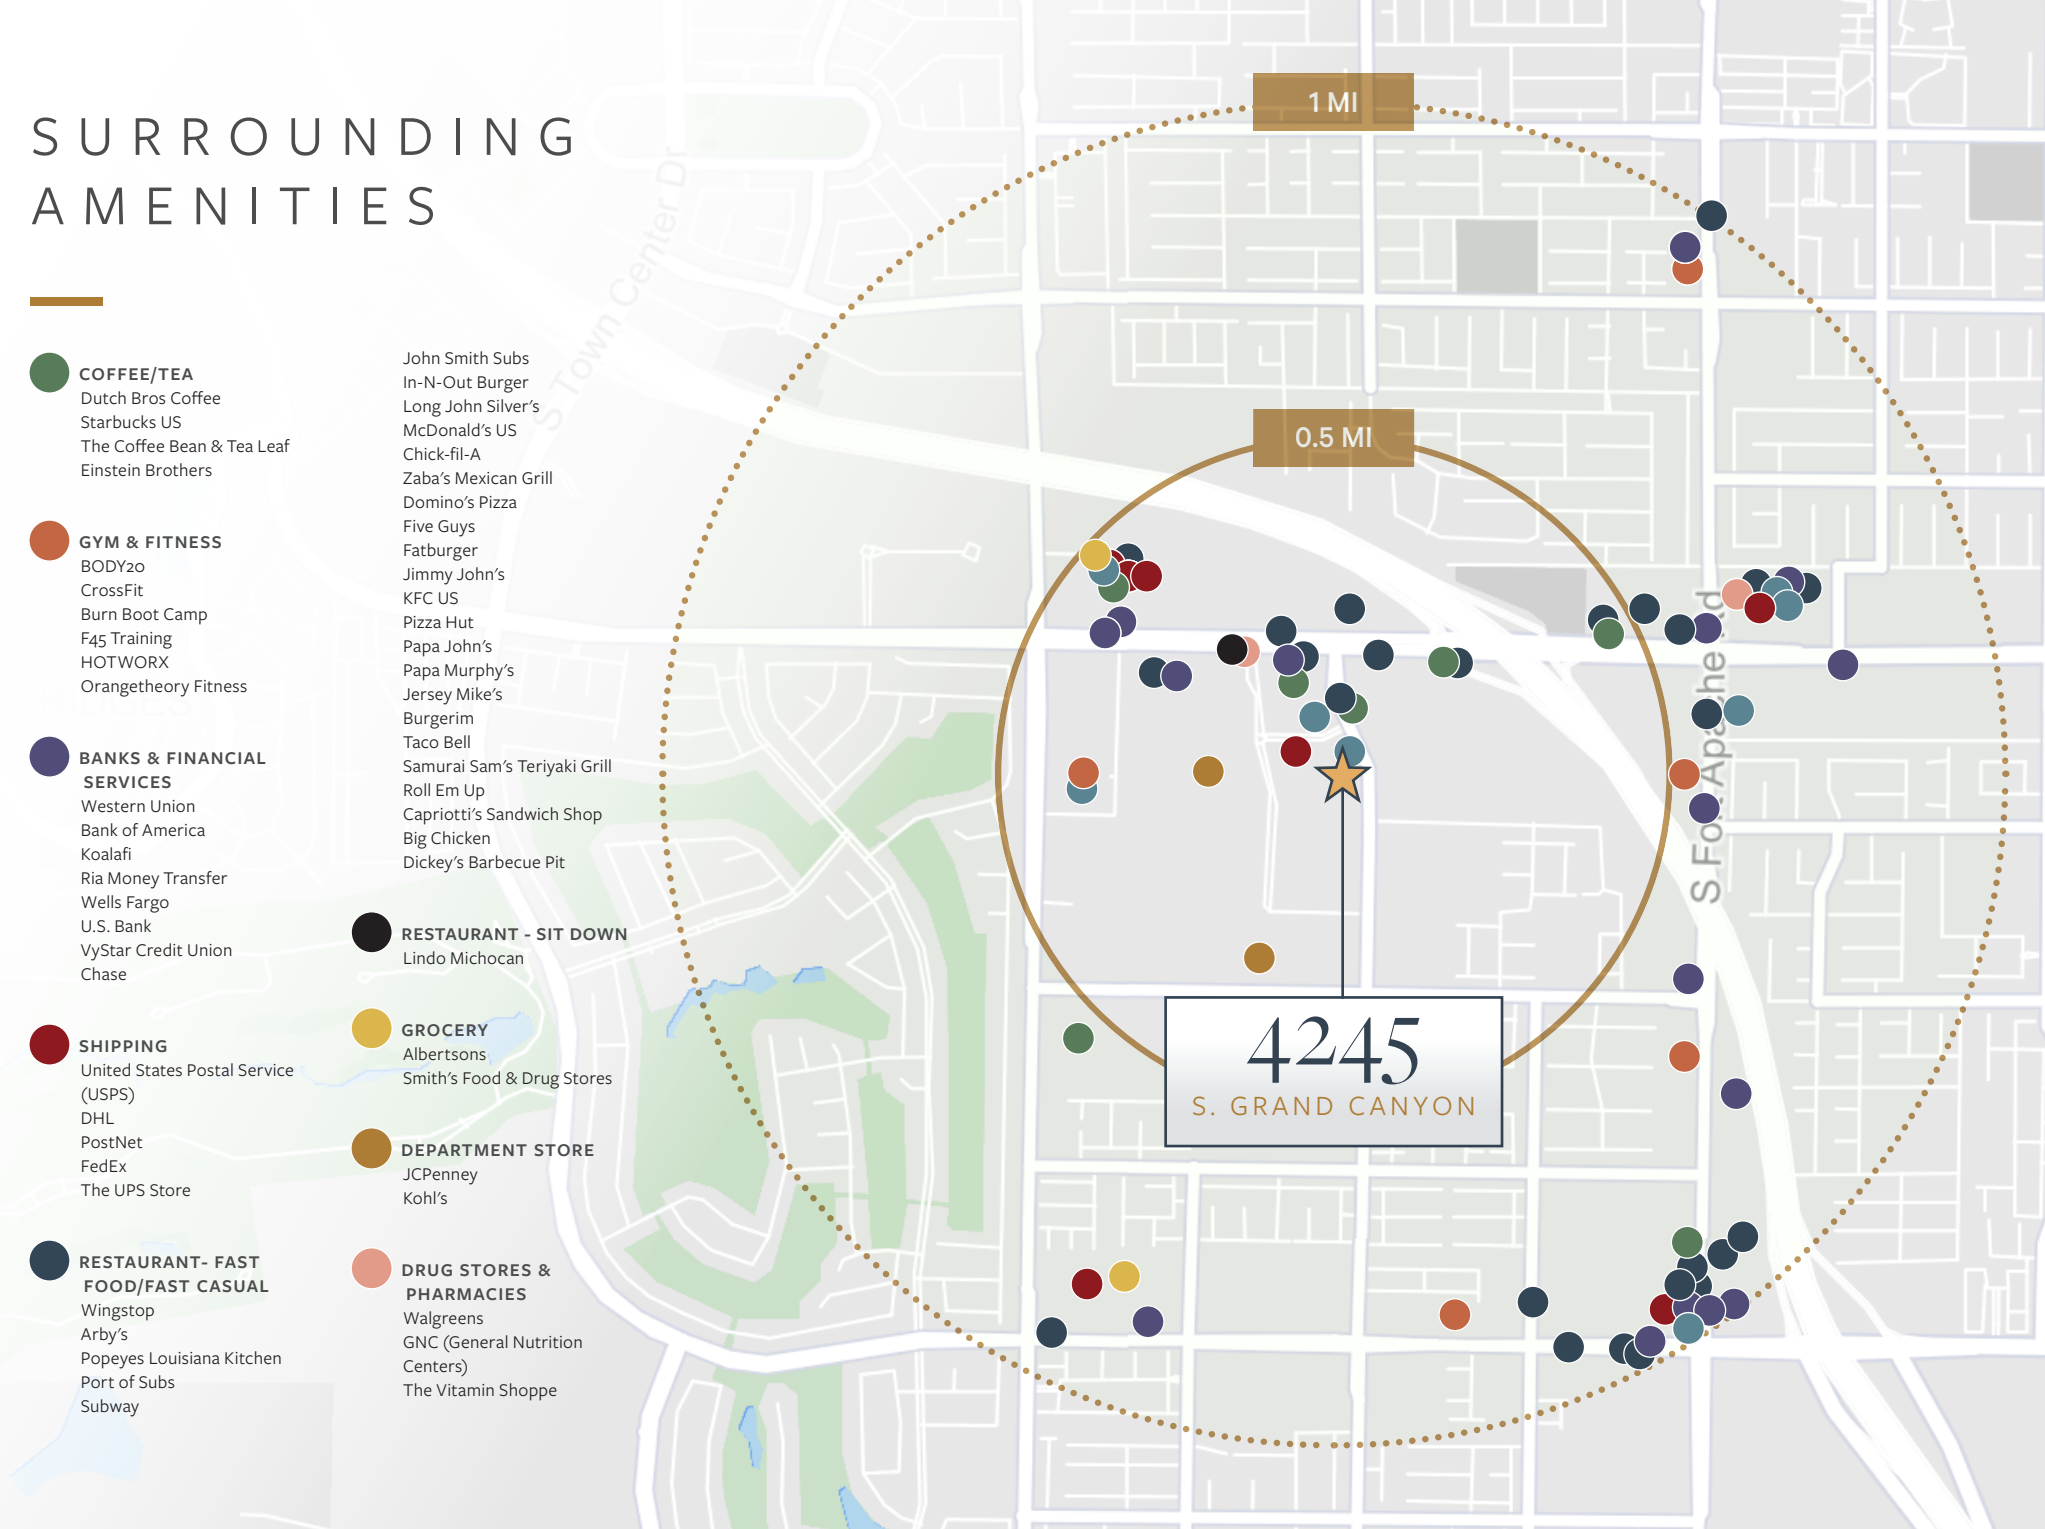 SURROUNDING
AMENITIES
COFFEE/TEA
Dutch Bros Coffee
Starbucks US
The Coffee Bean & Tea Leaf
Einstein Brothers
GYM & FITNESS
BODY20
CrossFit
Burn Boot Camp
F45 Training
HOTWORX
Orangetheory Fitness
BANKS & FINANCIAL
SERVICES
Western Union
Bank of America
Koalafi
Ria Money Transfer
Wells Fargo
U.S. Bank
VyStar Credit Union
Chase
SHIPPING
United States Postal Service
(USPS)
DHL
PostNet
FedEx
The UPS Store
RESTAURANT- FAST
FOOD/FAST CASUAL
Wingstop
Arby's
Popeyes Louisiana Kitchen
Port of Subs
Subway
John Smith Subs
In-N-Out Burger
Long John Silver's
McDonald's US
Chick-fil-A
Zaba's Mexican Grill
Domino's Pizza
Five Guys
Fatburger
Jimmy John's
KFC US
Pizza Hut
Papa John's
Papa Murphy's
Jersey Mike's
Burgerim
Taco Bell
Samurai Sam's Teriyaki Grill
Roll Em Up
Capriotti's Sandwich Shop
Big Chicken
Dickey's Barbecue Pit
RESTAURANT - SIT DOWN
Lindo Michocan
GROCERY
Albertsons
Smith's Food & Drug Stores
DEPARTMENT STORE
JCPenney
Kohl's
DRUG STORES &
PHARMACIES
Walgreens
GNC (General Nutrition
Centers)
The Vitamin Shoppe
S Town Center Dr
1 MI
0.5 MI
S Fort Apache Rd
4245
S. GRAND CANYON